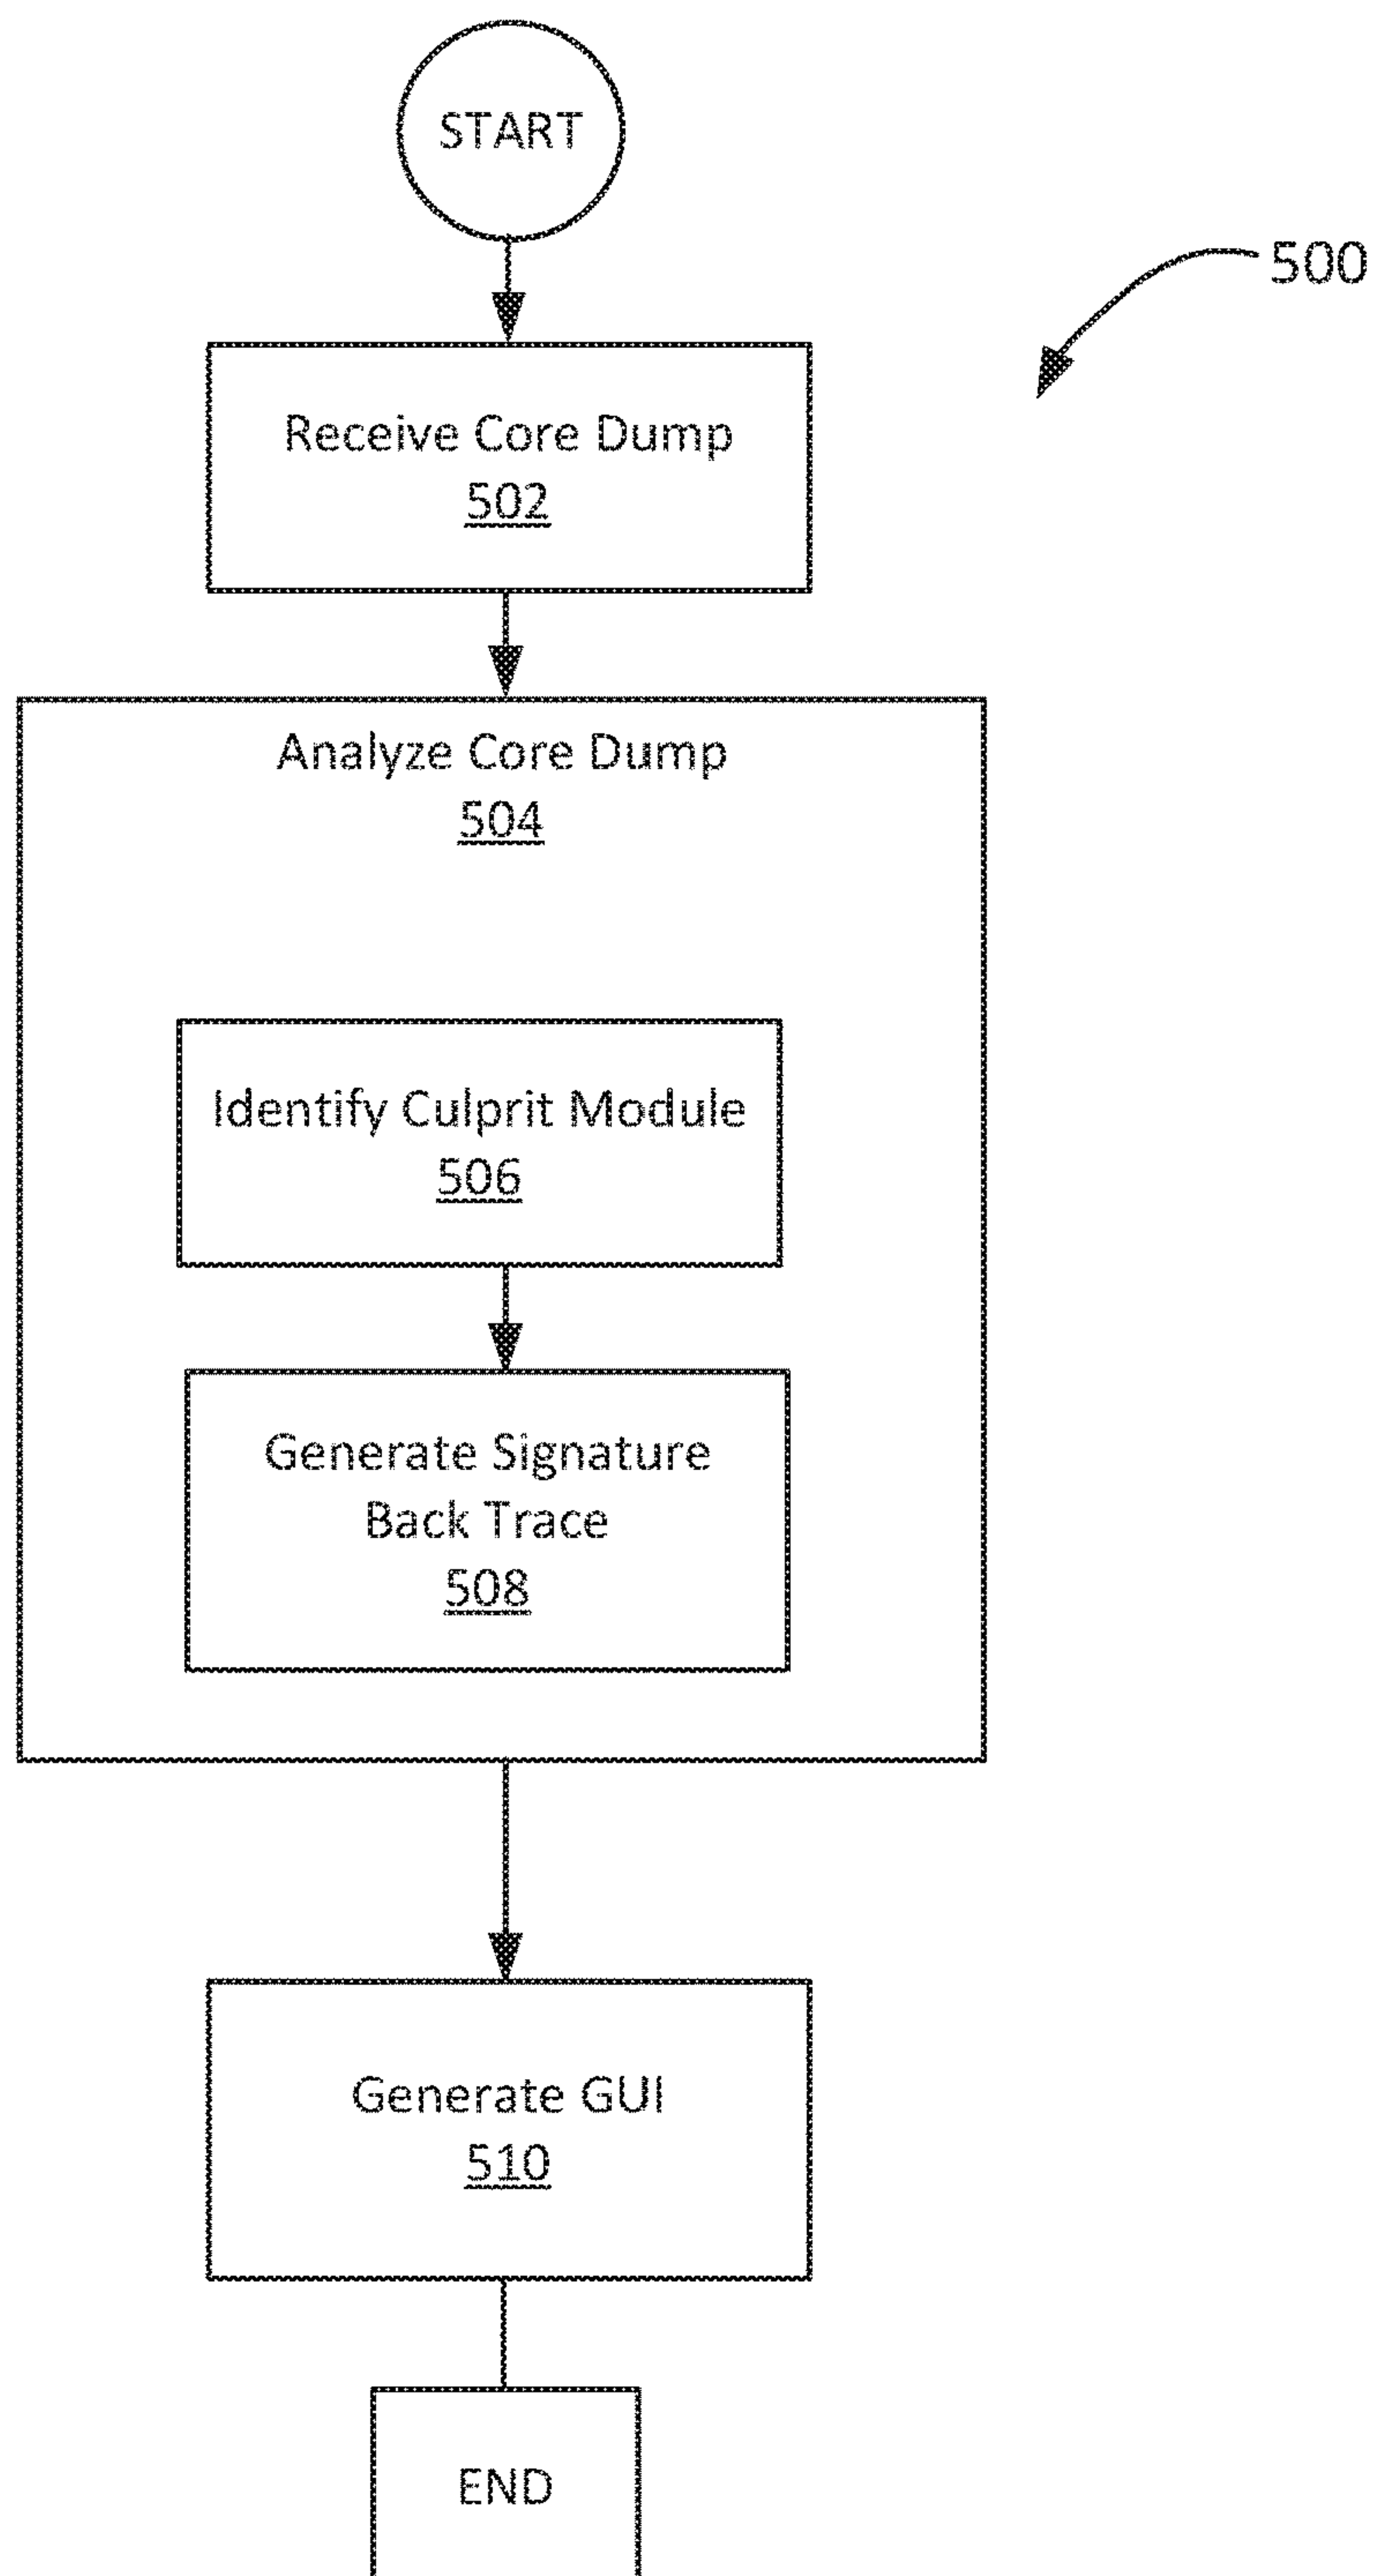 START
500
Receive Core Dump
502
Analyze Core Dump
504
Identify Culprit Module
506
Generate Signature
Back Trace
508
Generate GUI
510
END